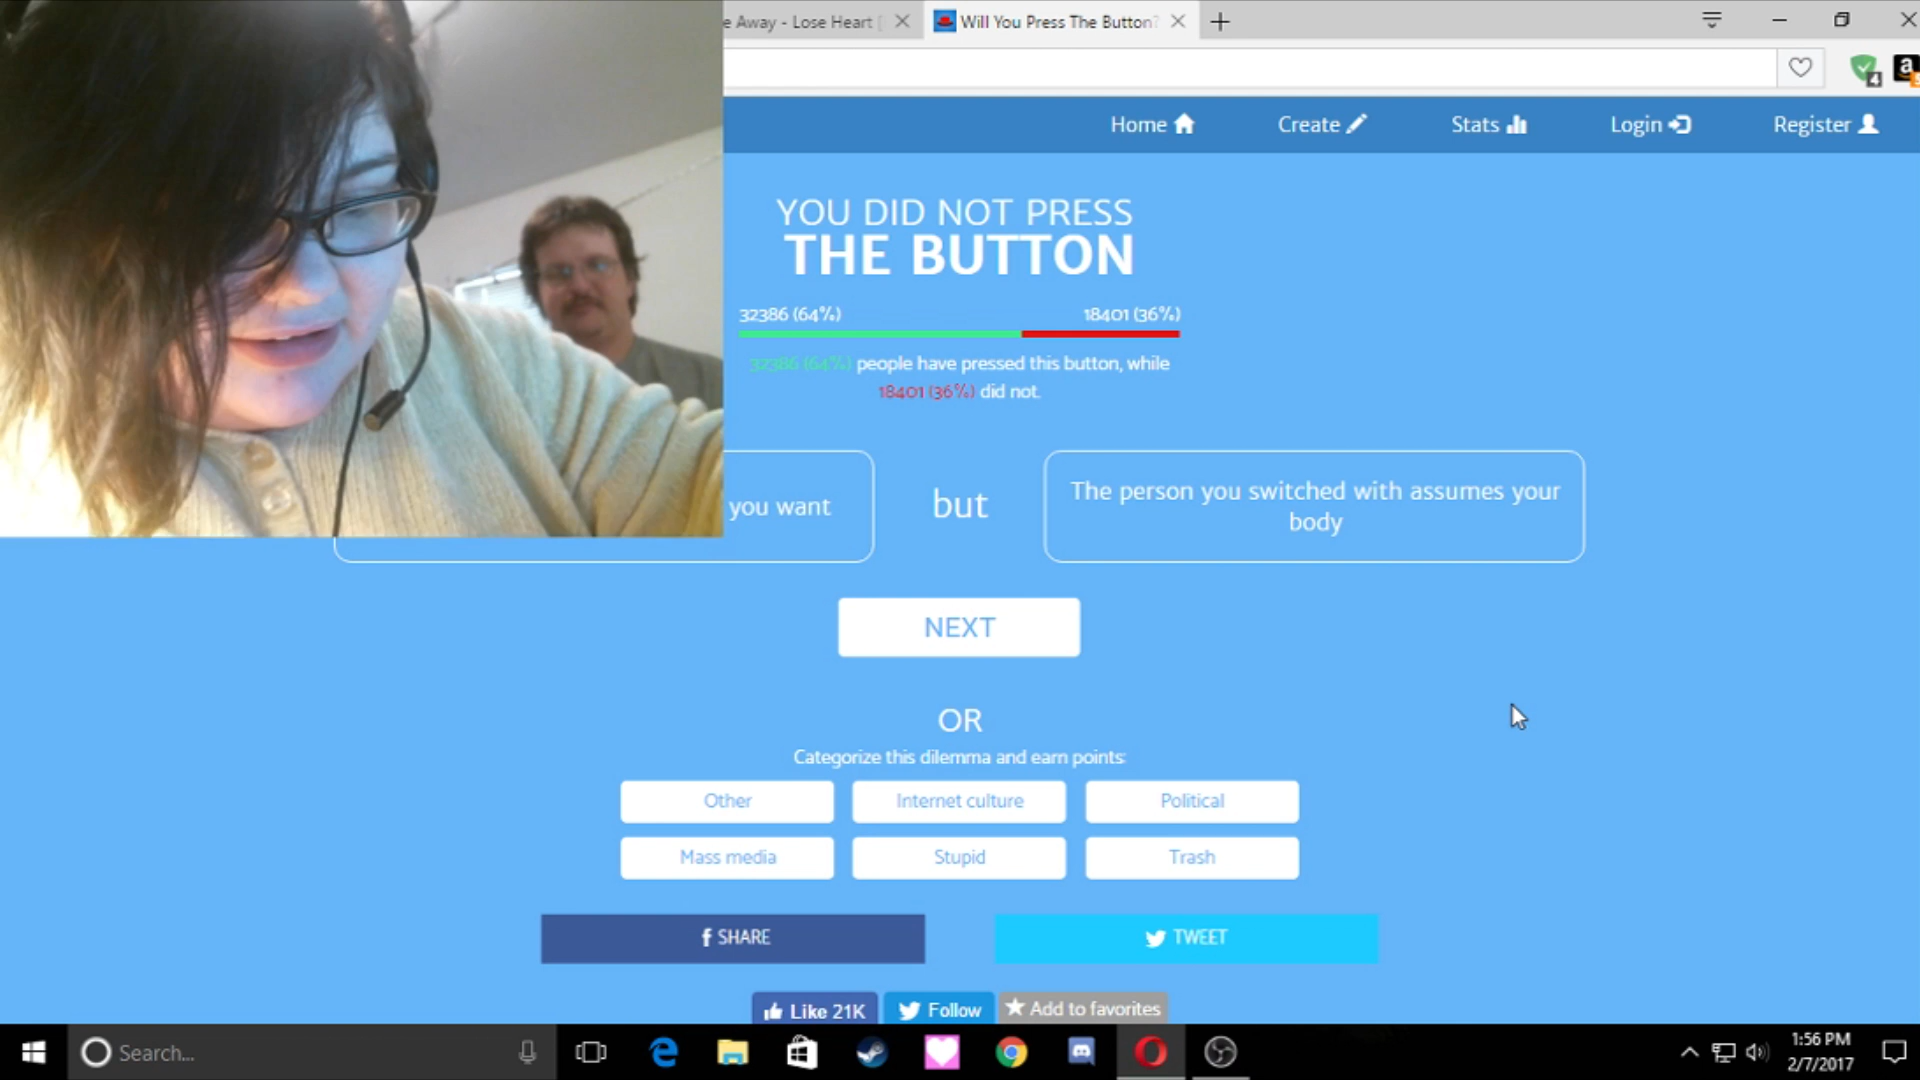 e Away - Lose Heart [
Will You Press The Button?
4
a
Home
Create
Stats
Login
Register
YOU DID NOT PRESS
THE BUTTON
32386 (64%)
18401 (36%)
32386 (64%) people have pressed this button, while
18401 (36%) did not.
you want
but
The person you switched with assumes your
body
NEXT
OR
Categorize this dilemma and earn points:
Other
Internet culture
Political
Mass media
Stupid
Trash
f SHARE
TWEET
Like 21K
Follow
Add to favorites
Search...
1:56 PM
2/7/2017